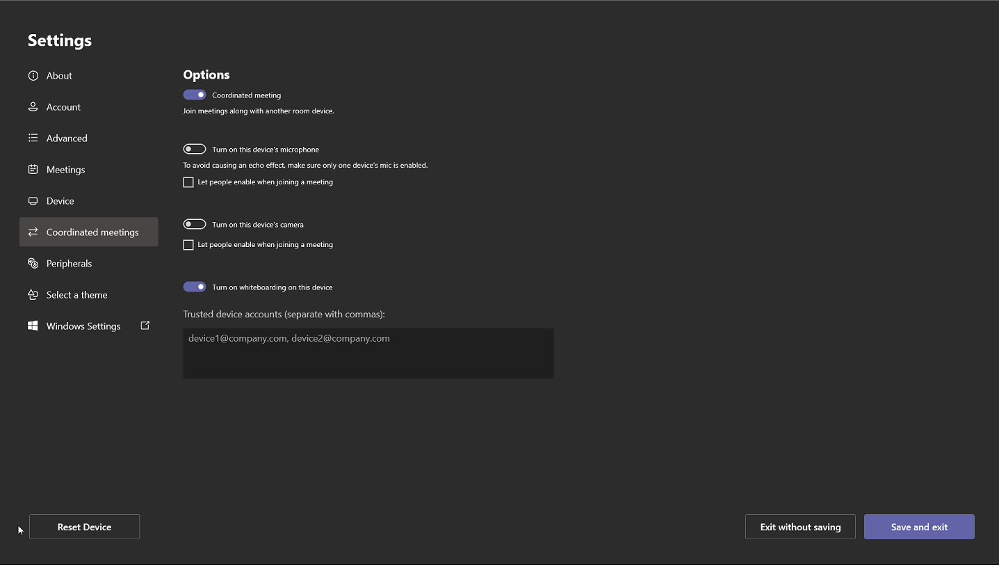 Settings
About
Account
Advanced
Meetings
Device
Coordinated meetings
Peripherals
Select a theme
Windows Settings
Options
Coordinated meeting
Join meetings along with another room device.
Turn on this device's microphone
To avoid causing an echo effect, make sure only one device's mic is enabled.
Let people enable when joining a meeting
Turn on this device's camera
Let people enable when joining a meeting
Turn on whiteboarding on this device
Trusted device accounts (separate with commas):
device1@company.com, device2@company.com
Reset Device
Exit without saving
Save and exit